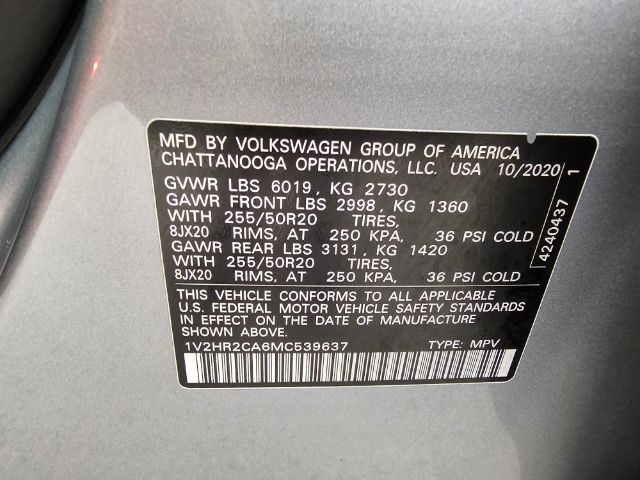 MFD BY VOLKSWAGEN GROUP OF AMERICA
CHATTANOOGA OPERATIONS, LLC. USA 10/2020
GVWR LBS 6019, KG 2730
GAWR FRONT LBS 2998, KG 1360
WITH 255/50R20 TIRES,
8JX20 RIMS, AT 250 KPA, 36 PSI COLD
GAWR REAR LBS 3131, KG 1420
WITH 255/50R20 TIRES,
8JX20 RIMS, AT 250 KPA, 36 PSI COLD
THIS VEHICLE CONFORMS TO ALL APPLICABLE
U.S. FEDERAL MOTOR VEHICLE SAFETY STANDARDS
IN EFFECT ON THE DATE OF MANUFACTURE
SHOWN ABOVE.
1V2HR2CA6MC539637 TYPE: MPV
4240437 1